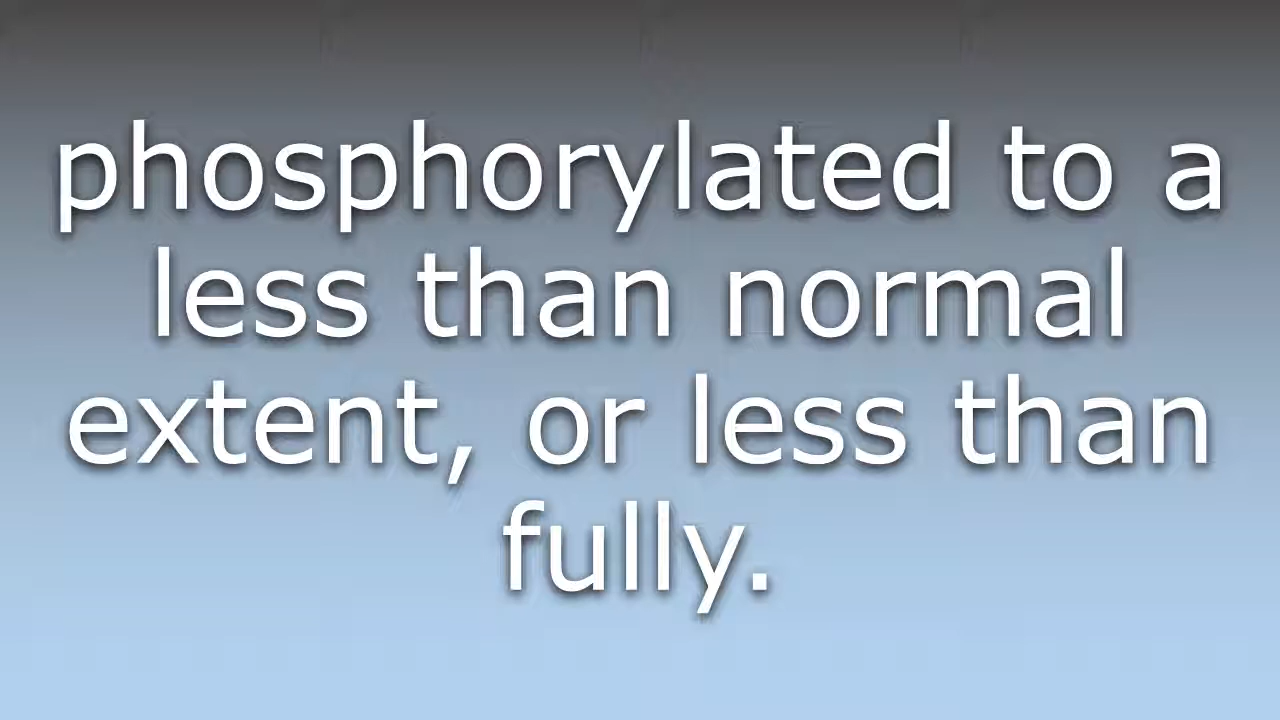 phosphorylated to a
less than normal
extent, or less than
fully.